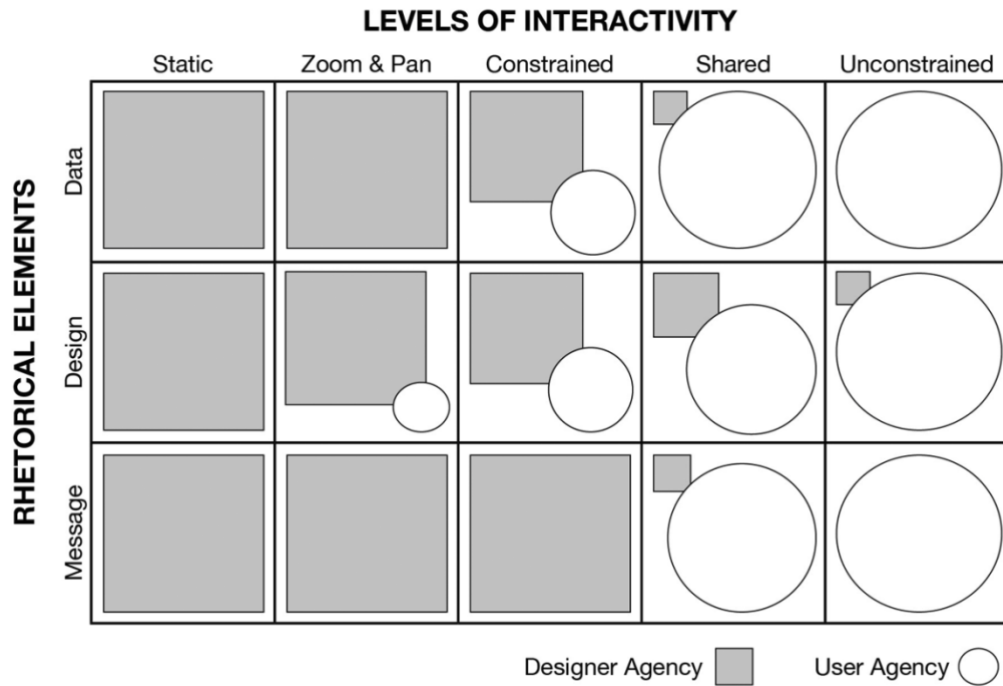 LEVELS OF INTERACTIVITY
Static Zoom & Pan Constrained Shared Unconstrained
RHETORICAL ELEMENTS
Data
Design
Message
Designer Agency User Agency